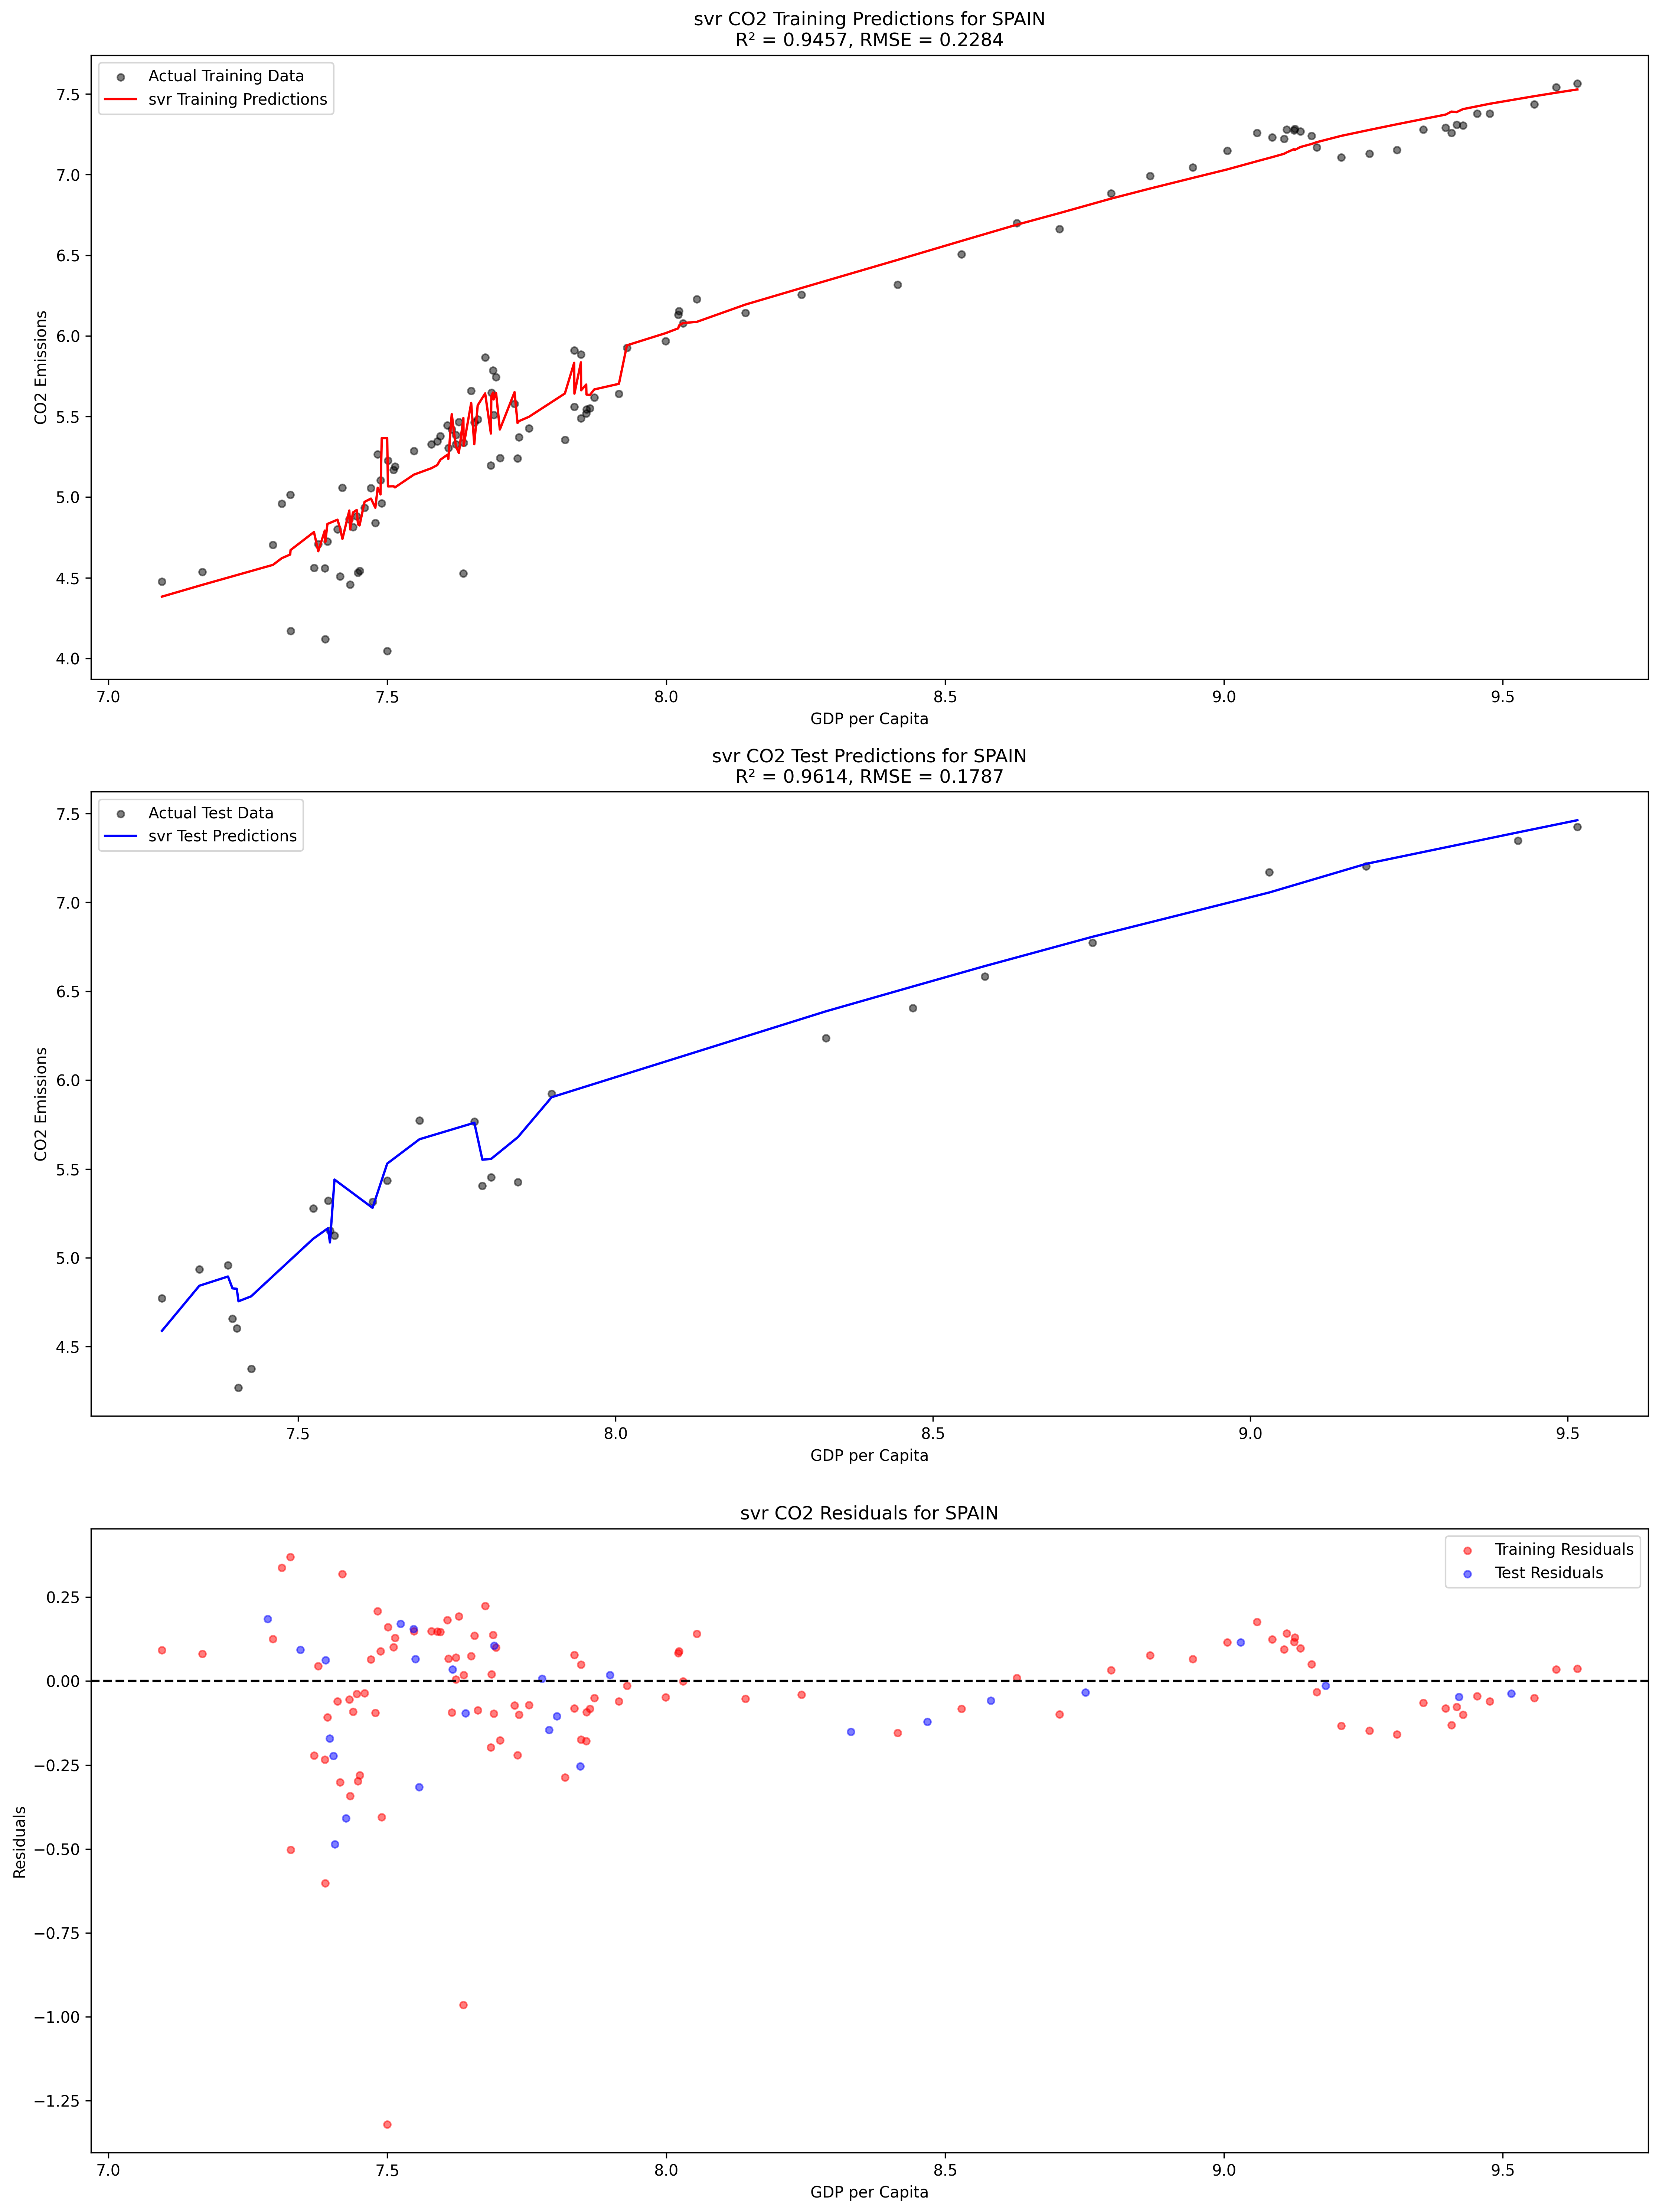 svr CO2 Training Predictions for SPAIN
R² = 0.9457, RMSE = 0.2284
Actual Training Data
svr Training Predictions
CO2 Emissions
7.5
7.0
6.5
6.0
5.5
5.0
4.5
4.0
7.0 7.5 8.0 8.5 9.0 9.5
GDP per Capita
svr CO2 Test Predictions for SPAIN
R² = 0.9614, RMSE = 0.1787
Actual Test Data
svr Test Predictions
CO2 Emissions
7.5
7.0
6.5
6.0
5.5
5.0
4.5
7.5 8.0 8.5 9.0 9.5
GDP per Capita
svr CO2 Residuals for SPAIN
Training Residuals
Test Residuals
Residuals
0.25
0.00
−0.25
−0.50
−0.75
−1.00
−1.25
7.0 7.5 8.0 8.5 9.0 9.5
GDP per Capita